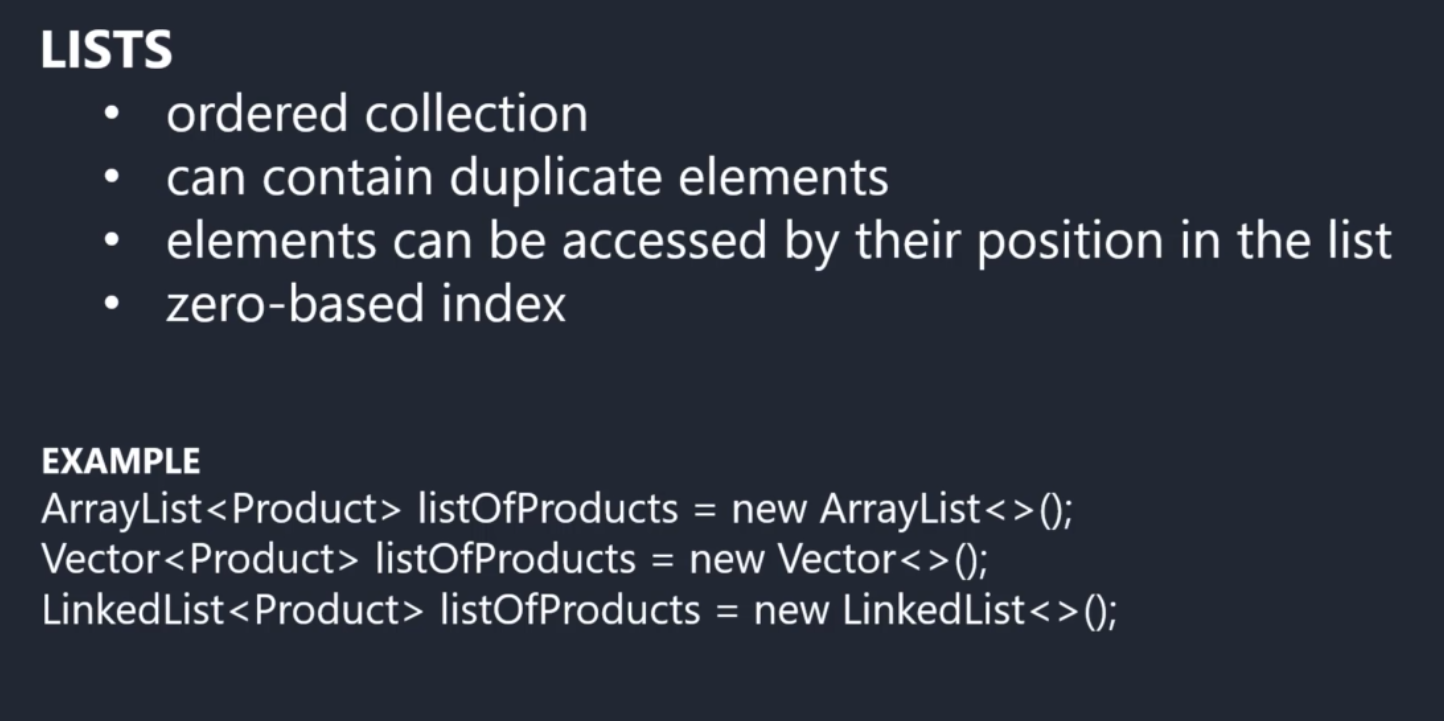 LISTS
• ordered collection
• can contain duplicate elements
• elements can be accessed by their position in the list
• zero-based index
EXAMPLE
ArrayList<Product> listOfProducts = new ArrayList<>();
Vector<Product> listOfProducts = new Vector<>();
LinkedList<Product> listOfProducts = new LinkedList<>();